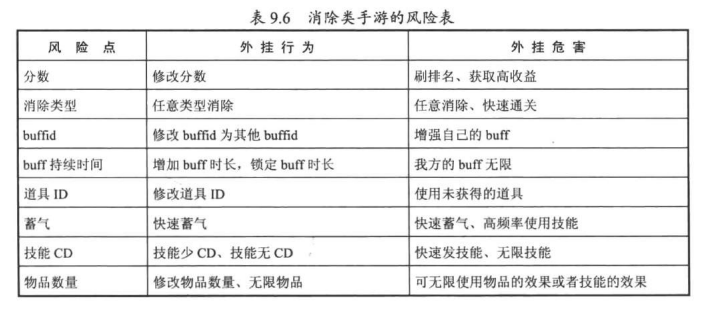 表 9.6 消除类手游的风险表
风 险 点 外 挂 行 为 外 挂 危 害
分数 修改分数 刷排名、获取高收益
消除类型 任意类型消除 任意消除、快速通关
buffid 修改 buffid 为其他 buffid 增强自己的 buff
buff 持续时间 增加 buff 时长，锁定 buff 时长 我方的 buff 无限
道具 ID 修改道具 ID 使用未获得的道具
蓄气 快速蓄气 快速蓄气、高频率使用技能
技能 CD 技能少 CD、技能无 CD 快速发技能、无限技能
物品数量 修改物品数量、无限物品 可无限使用物品的效果或者技能的效果